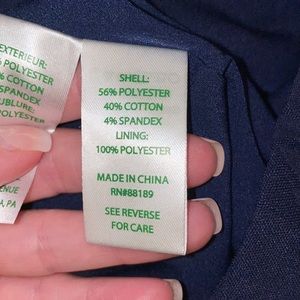 EXTERIEUR:
POLYESTER
COTTON
SPANDEX
POLYESTER
PA
SHELL:
56% POLYESTER
40% COTTON
4% SPANDEX
LINING:
100% POLYESTER
MADE IN CHINA
RN#88189
SEE REVERSE
FOR CARE